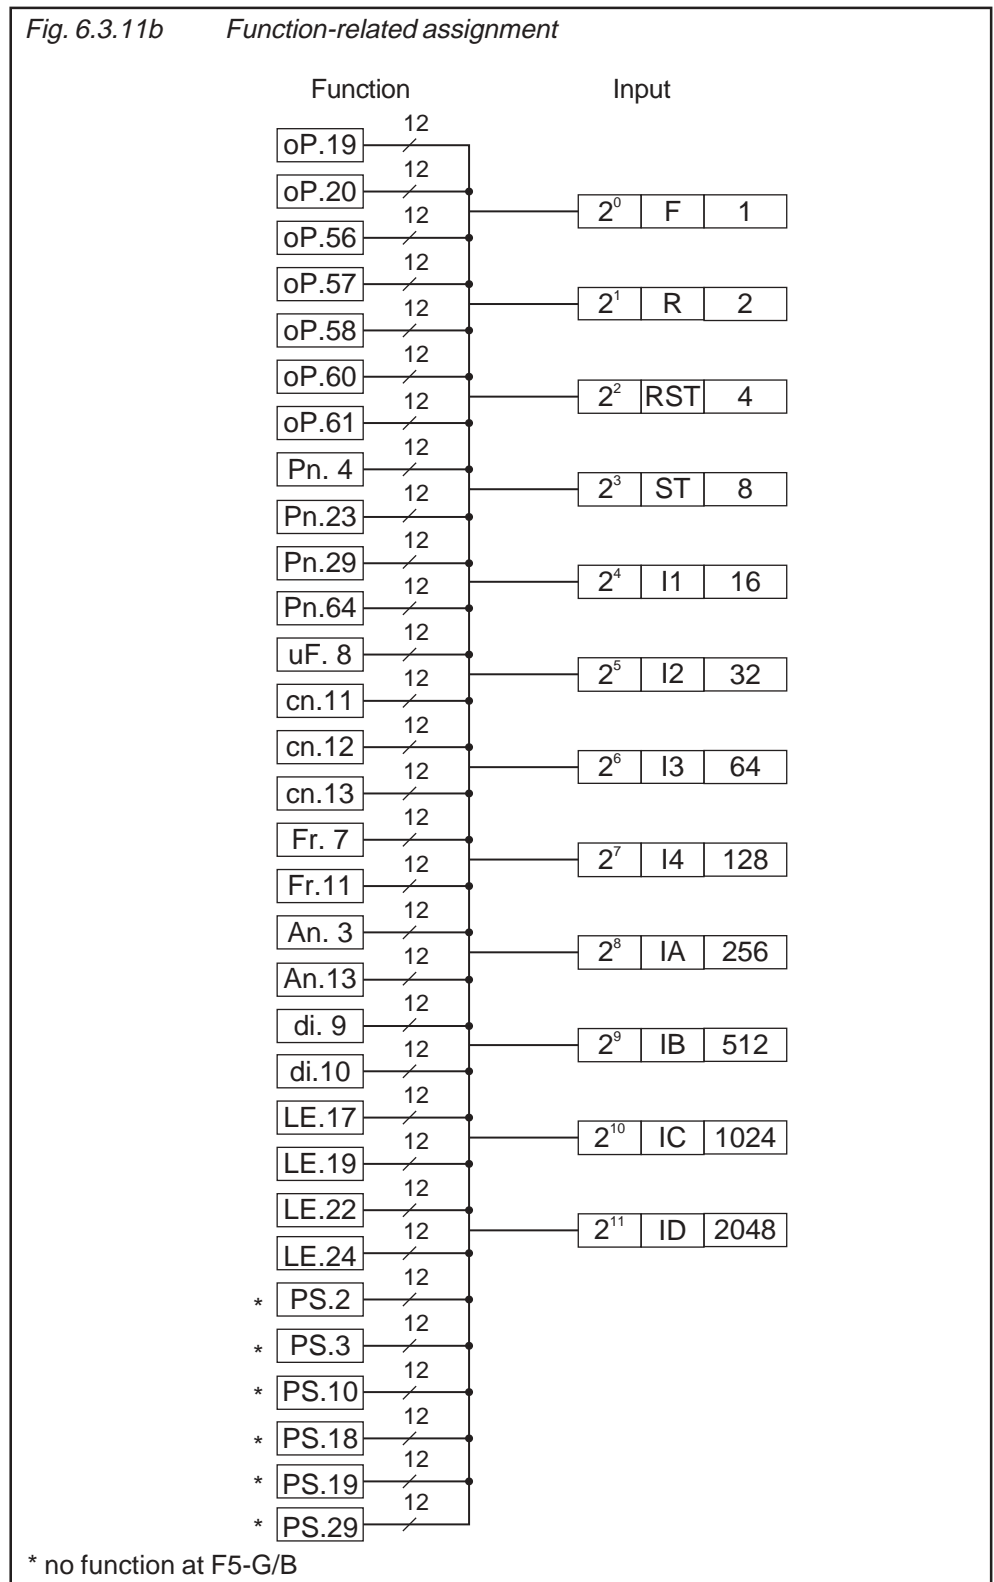 Fig. 6.3.11b Function-related assignment
Function Input
12
oP.19
12
oP.20
2⁰ F 1
12
oP.56
12
oP.57
2¹ R 2
12
oP.58
12
oP.60
2² RST 4
12
oP.61
12
Pn. 4
2³ ST 8
12
Pn.23
12
Pn.29
2⁴ I1 16
12
Pn.64
12
uF. 8
2⁵ I2 32
12
cn.11
12
cn.12
2⁶ I3 64
12
cn.13
12
Fr. 7
2⁷ I4 128
12
Fr.11
12
An. 3
2⁸ IA 256
12
An.13
12
di. 9
2⁹ IB 512
12
di.10
12
LE.17
2¹⁰ IC 1024
12
LE.19
12
LE.22
2¹¹ ID 2048
12
LE.24
12
* PS.2
12
* PS.3
12
* PS.10
12
* PS.18
12
* PS.19
12
* PS.29
* no function at F5-G/B